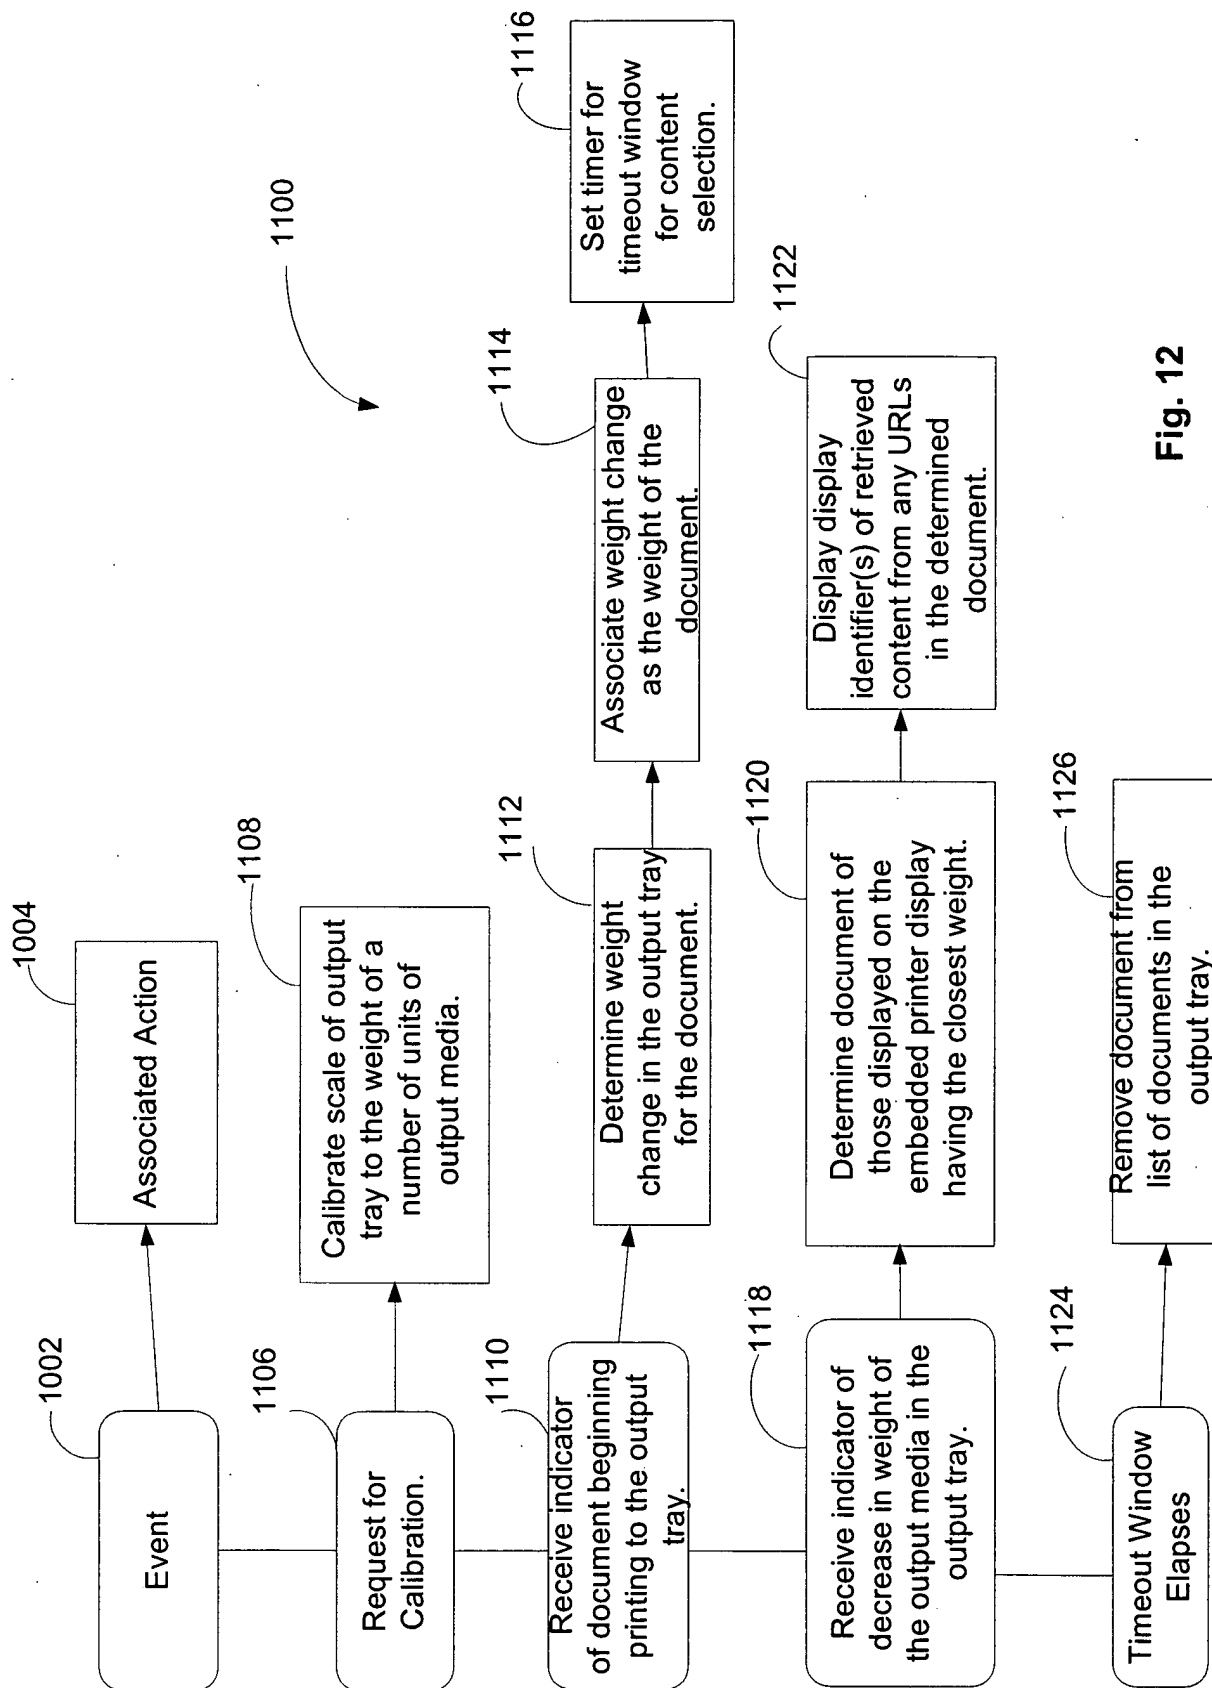 1100
1002
Event
1004
Associated Action
1106
Request for
Calibration.
1108
Calibrate scale of output
tray to the weight of a
number of units of
output media.
1110
Receive indicator
of document beginning
printing to the output
tray.
1112
Determine weight
change in the output tray
for the document.
1114
Associate weight change
as the weight of the
document.
1116
Set timer for
timeout window
for content
selection.
1118
Receive indicator of
decrease in weight of
the output media in the
output tray.
1120
Determine document of
those displayed on the
embedded printer display
having the closest weight.
1122
Display display
identifier(s) of retrieved
content from any URLs
in the determined
document.
1124
Timeout Window
Elapses
1126
Remove document from
list of documents in the
output tray.
Fig. 12